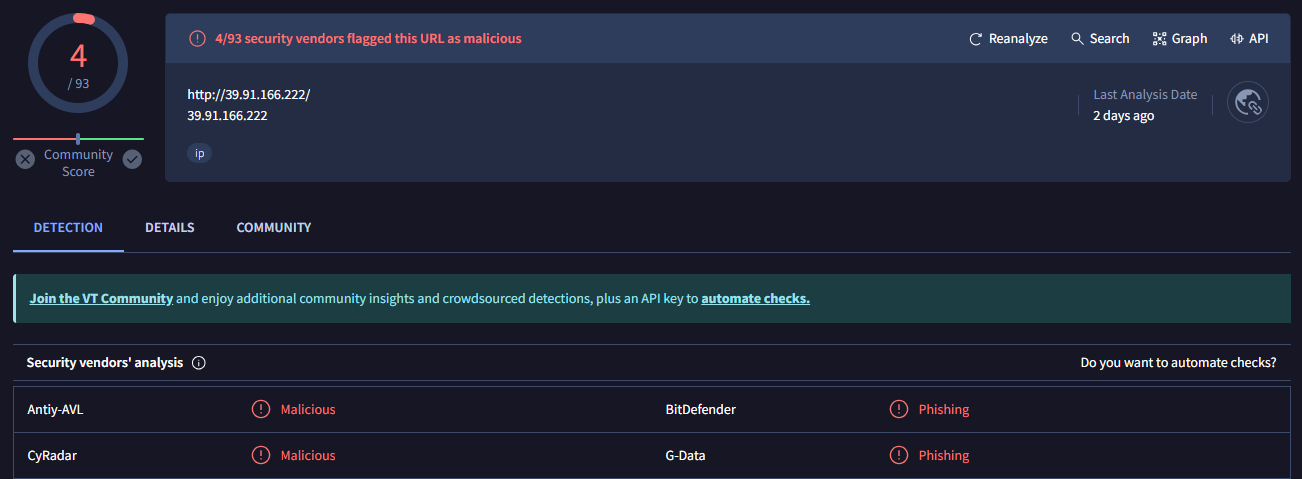 4
/ 93
Community
Score
4/93 security vendors flagged this URL as malicious
Reanalyze Search Graph API
http://39.91.166.222/
39.91.166.222
ip
Last Analysis Date
2 days ago
DETECTION DETAILS COMMUNITY
Join the VT Community and enjoy additional community insights and crowdsourced detections, plus an API key to automate checks.
Security vendors' analysis Do you want to automate checks?
Antiy-AVL Malicious BitDefender Phishing
CyRadar Malicious G-Data Phishing